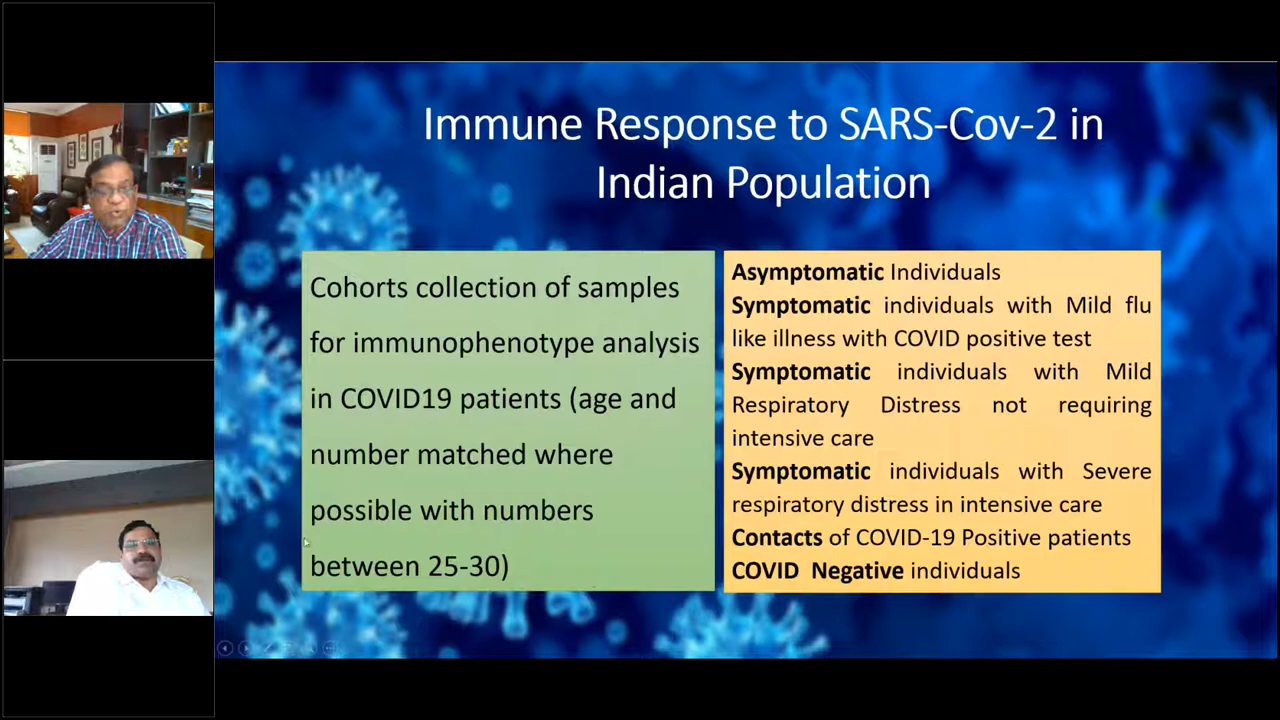 Immune Response to SARS-Cov-2 in
Indian Population
Cohorts collection of samples
for immunophenotype analysis
in COVID19 patients (age and
number matched where
possible with numbers
between 25-30)
Asymptomatic Individuals
Symptomatic individuals with Mild flu
like illness with COVID positive test
Symptomatic individuals with Mild
Respiratory Distress not requiring
intensive care
Symptomatic individuals with Severe
respiratory distress in intensive care
Contacts of COVID-19 Positive patients
COVID Negative individuals